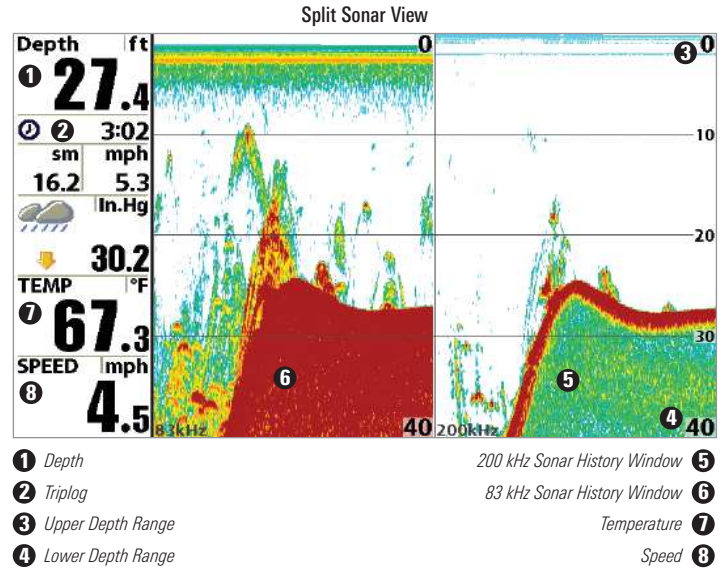 Split Sonar View
Depth ft
1 27.4
2 3:02
sm mph
16.2 5.3
In.Hg
30.2
TEMP °F
7 67.3
SPEED mph
8 4.5
0
6
83kHz 40
3 0
10
20
30
5
4
200kHz 40
1 Depth
2 Triplog
3 Upper Depth Range
4 Lower Depth Range
200 kHz Sonar History Window 5
83 kHz Sonar History Window 6
Temperature 7
Speed 8